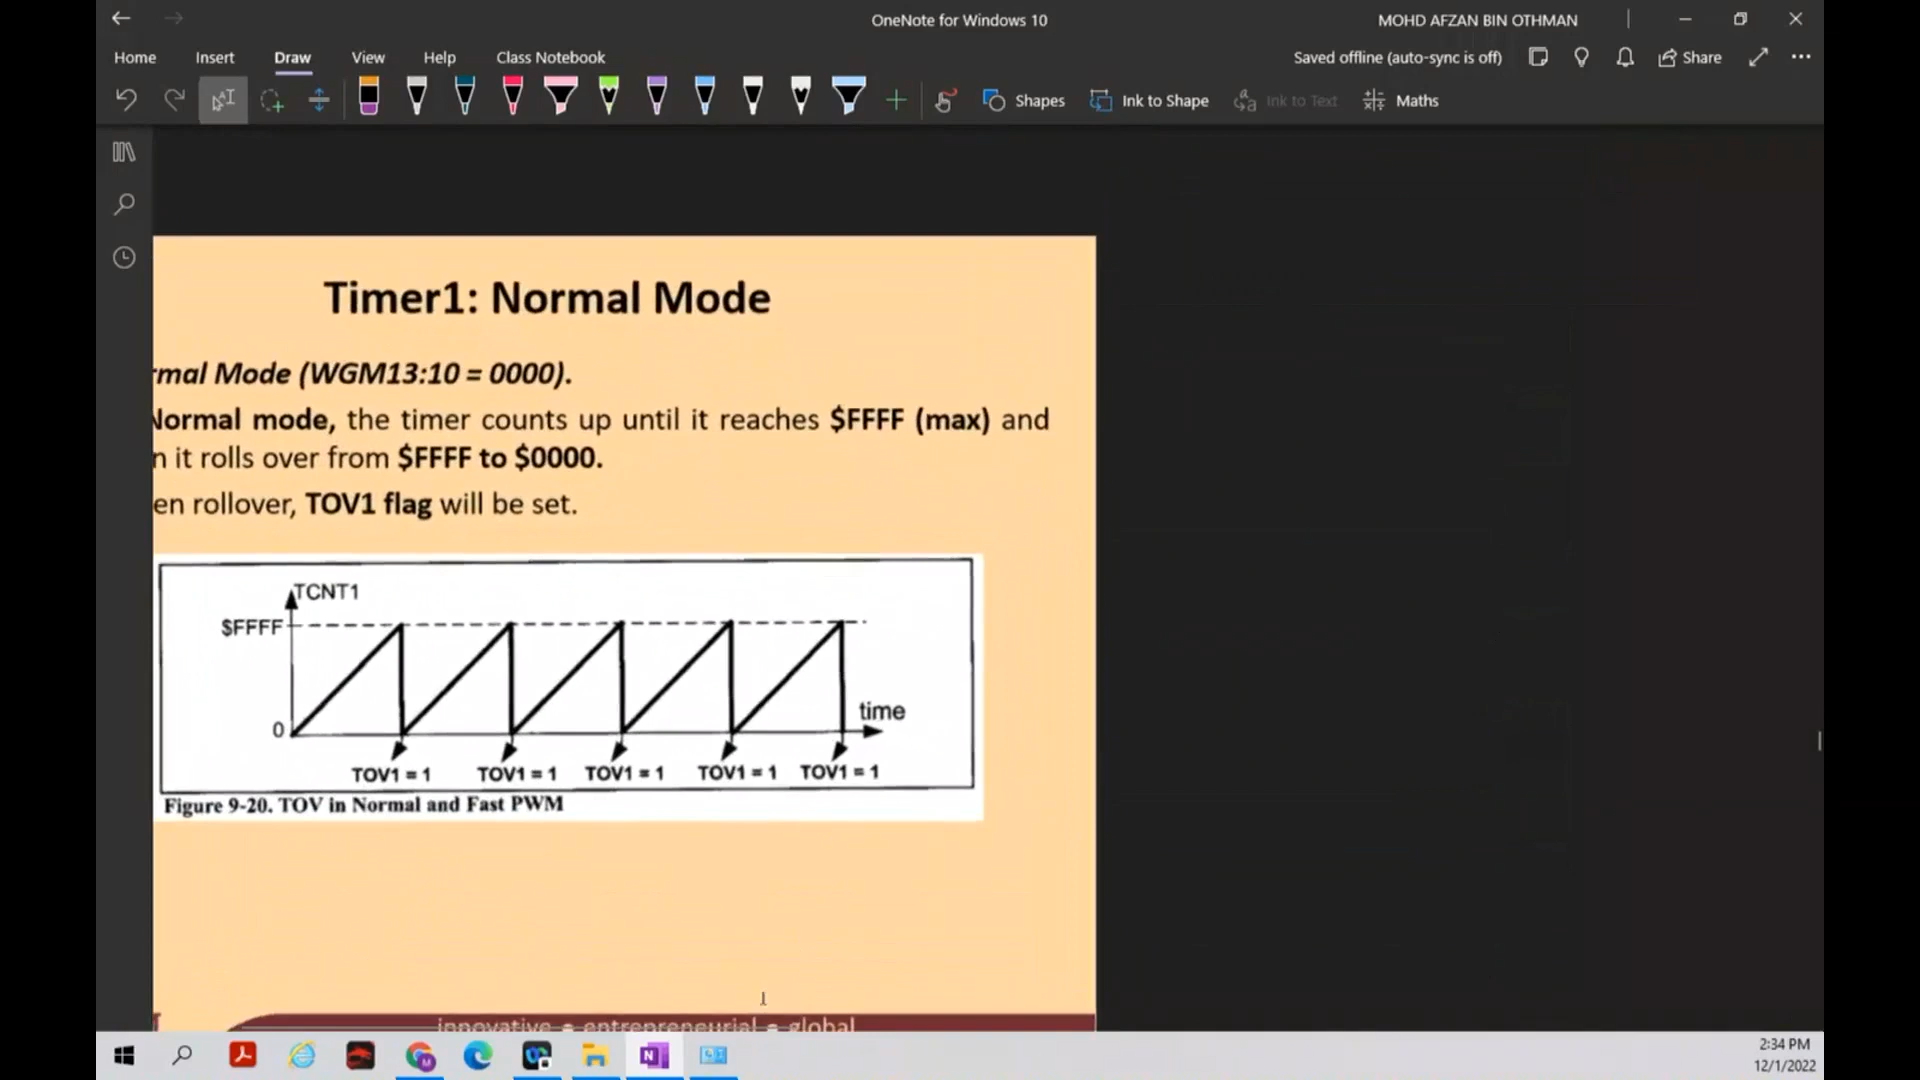 OneNote for Windows 10
MOHD AFZAN BIN OTHMAN
Home Insert Draw View Help Class Notebook
Saved offline (auto-sync is off) Share
Shapes Ink to Shape Ink to Text Maths
Timer1: Normal Mode
rmal Mode (WGM13:10 = 0000).
Normal mode, the timer counts up until it reaches $FFFF (max) and
n it rolls over from $FFFF to $0000.
en rollover, TOV1 flag will be set.
TCNT1
$FFFF
0
time
TOV1 = 1 TOV1 = 1 TOV1 = 1 TOV1 = 1 TOV1 = 1
Figure 9-20. TOV in Normal and Fast PWM
innovative ● entrepreneurial ● global
2:34 PM
12/1/2022